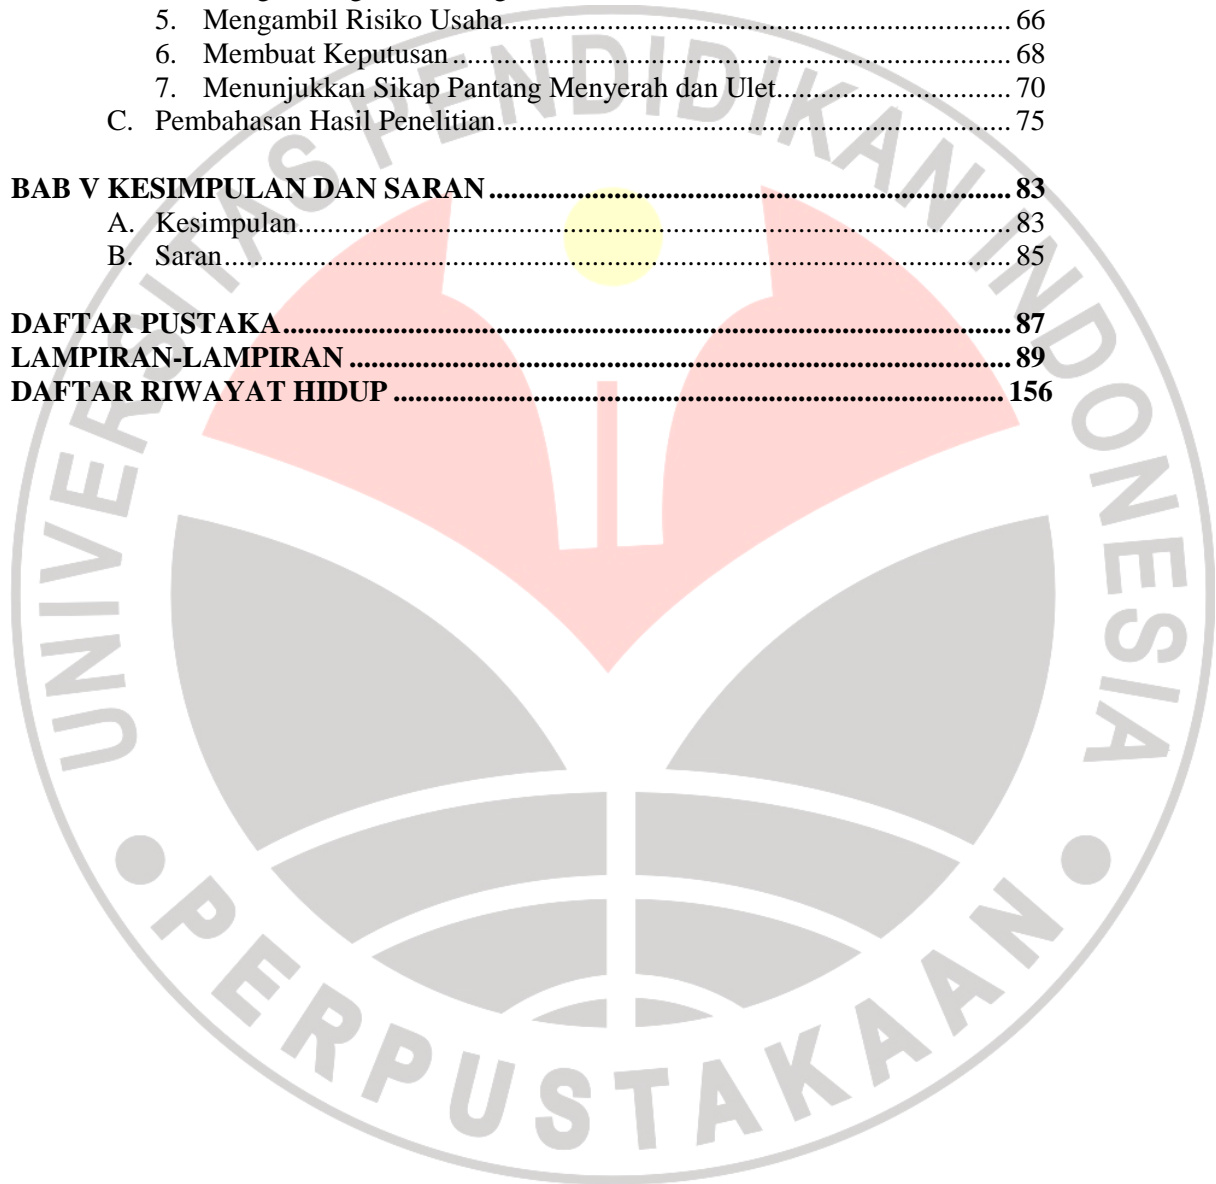 5. Mengambil Risiko Usaha.......................................................................... 66
6. Membuat Keputusan................................................................................ 68
7. Menunjukkan Sikap Pantang Menyerah dan Ulet.................................. 70
C. Pembahasan Hasil Penelitian.......................................................................... 75
BAB V KESIMPULAN DAN SARAN......................................................................... 83
A. Kesimpulan..................................................................................................... 83
B. Saran............................................................................................................... 85
DAFTAR PUSTAKA..................................................................................................... 87
LAMPIRAN-LAMPIRAN............................................................................................ 89
DAFTAR RIWAYAT HIDUP...................................................................................... 156
UNIVERSITAS PENDIDIKAN INDONESIA
PERPUSTAKAAN